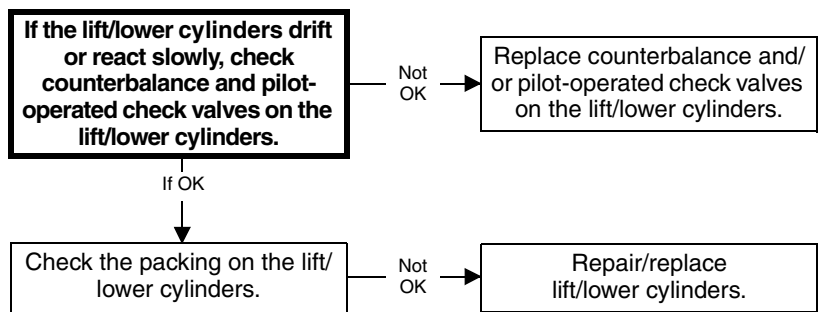 If the lift/lower cylinders drift
or react slowly, check
counterbalance and pilot-
operated check valves on the
lift/lower cylinders.
Not
OK
Replace counterbalance and/
or pilot-operated check valves
on the lift/lower cylinders.
If OK
Check the packing on the lift/
lower cylinders.
Not
OK
Repair/replace
lift/lower cylinders.